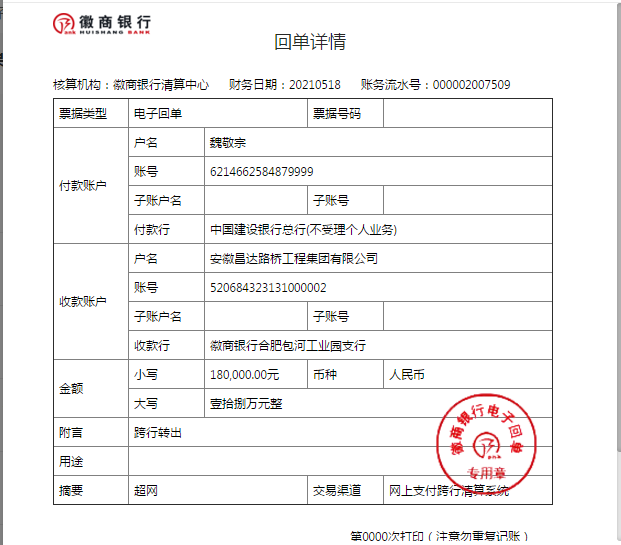 徽商银行
HUISHANG BANK
回单详情
核算机构：徽商银行清算中心 财务日期：20210518 账务流水号：000002007509
票据类型 电子回单 票据号码
付款账户 户名 魏敬宗
账号 6214662584879999
子账户名 子账号
付款行 中国建设银行总行(不受理个人业务)
收款账户 户名 安徽昌达路桥工程集团有限公司
账号 520684323131000002
子账户名 子账号
收款行 徽商银行合肥包河工业园支行
金额 小写 180,000.00元 币种 人民币
大写 壹拾捌万元整
附言 跨行转出
用途
摘要 超网 交易渠道 网上支付跨行清算系统
徽商银行电子回单
专用章
第0000次打印（注意勿重复记账）